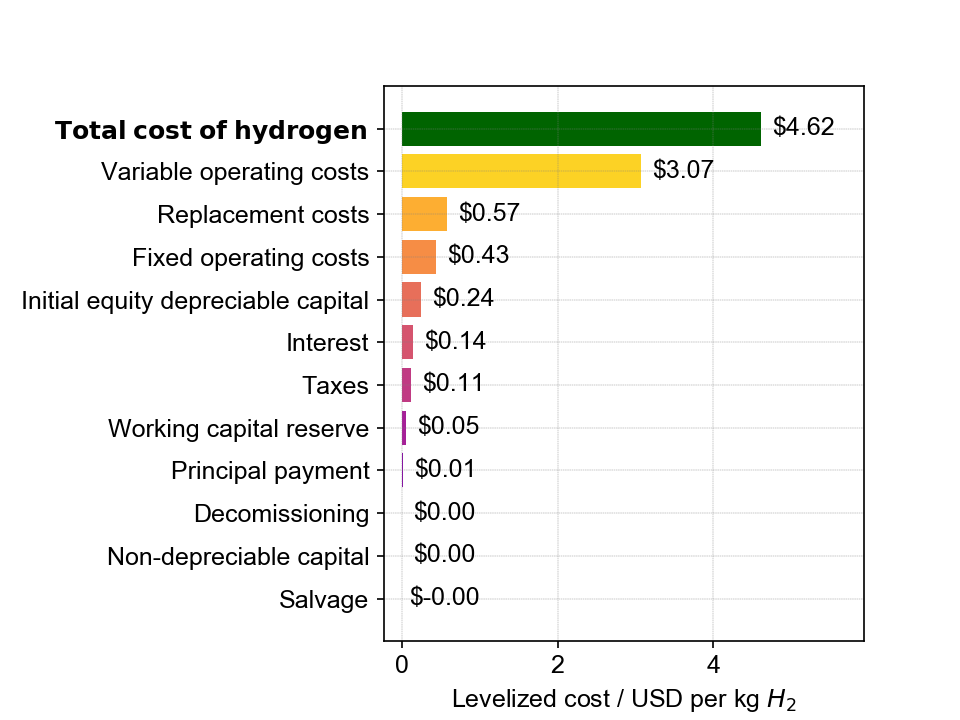 Total cost of hydrogen $4.62
Variable operating costs $3.07
Replacement costs $0.57
Fixed operating costs $0.43
Initial equity depreciable capital $0.24
Interest $0.14
Taxes $0.11
Working capital reserve $0.05
Principal payment $0.01
Decomissioning $0.00
Non-depreciable capital $0.00
Salvage $-0.00
0 2 4
Levelized cost / USD per kg H₂